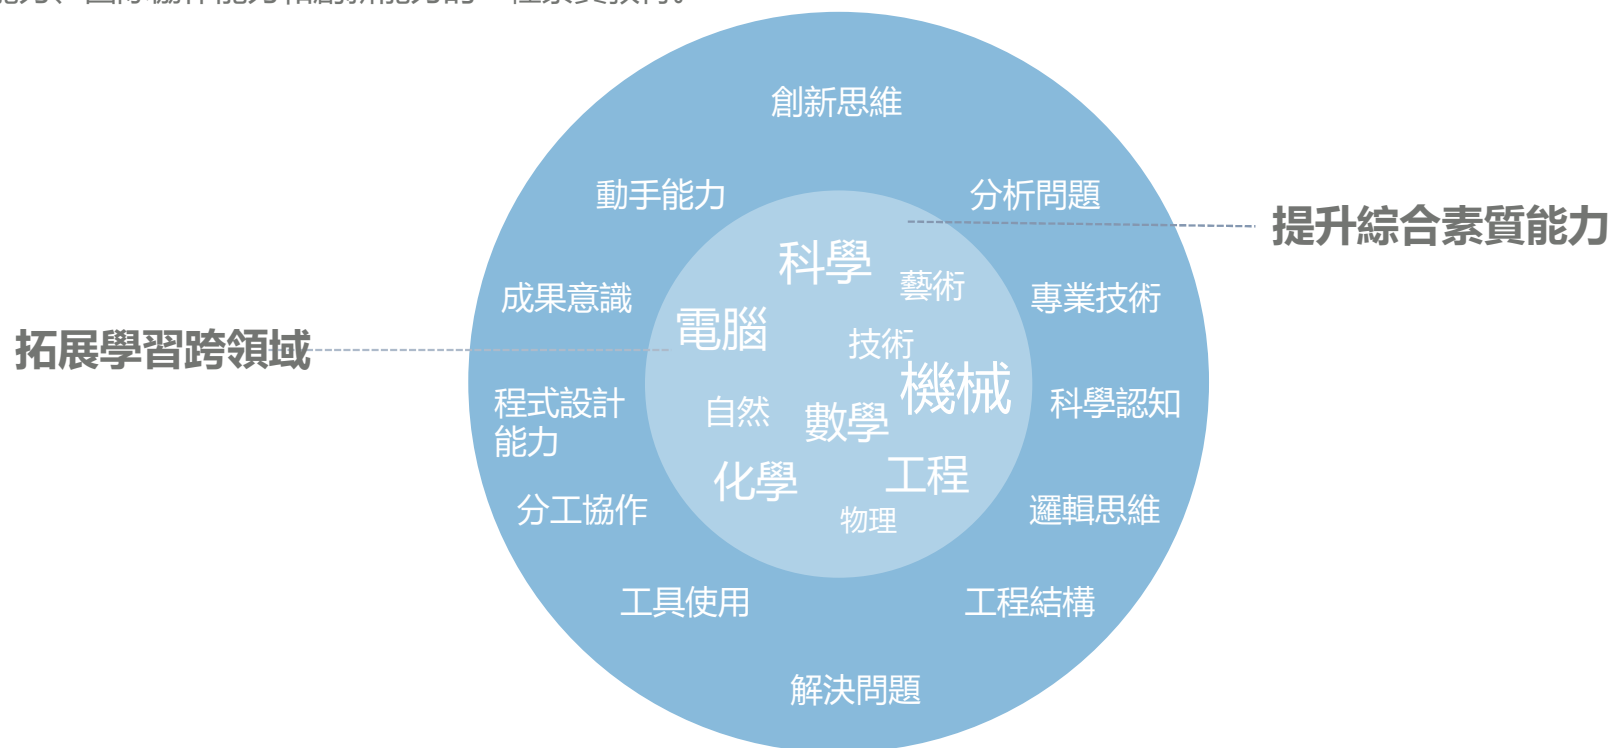 創新思維
動手能力
分析問題
提升綜合素質能力
科學
藝術
成果意識
專業技術
電腦
技術
拓展學習跨領域
機械
程式設計
能力
自然
數學
科學認知
化學
工程
分工協作
物理
邏輯思維
工具使用
工程結構
解決問題